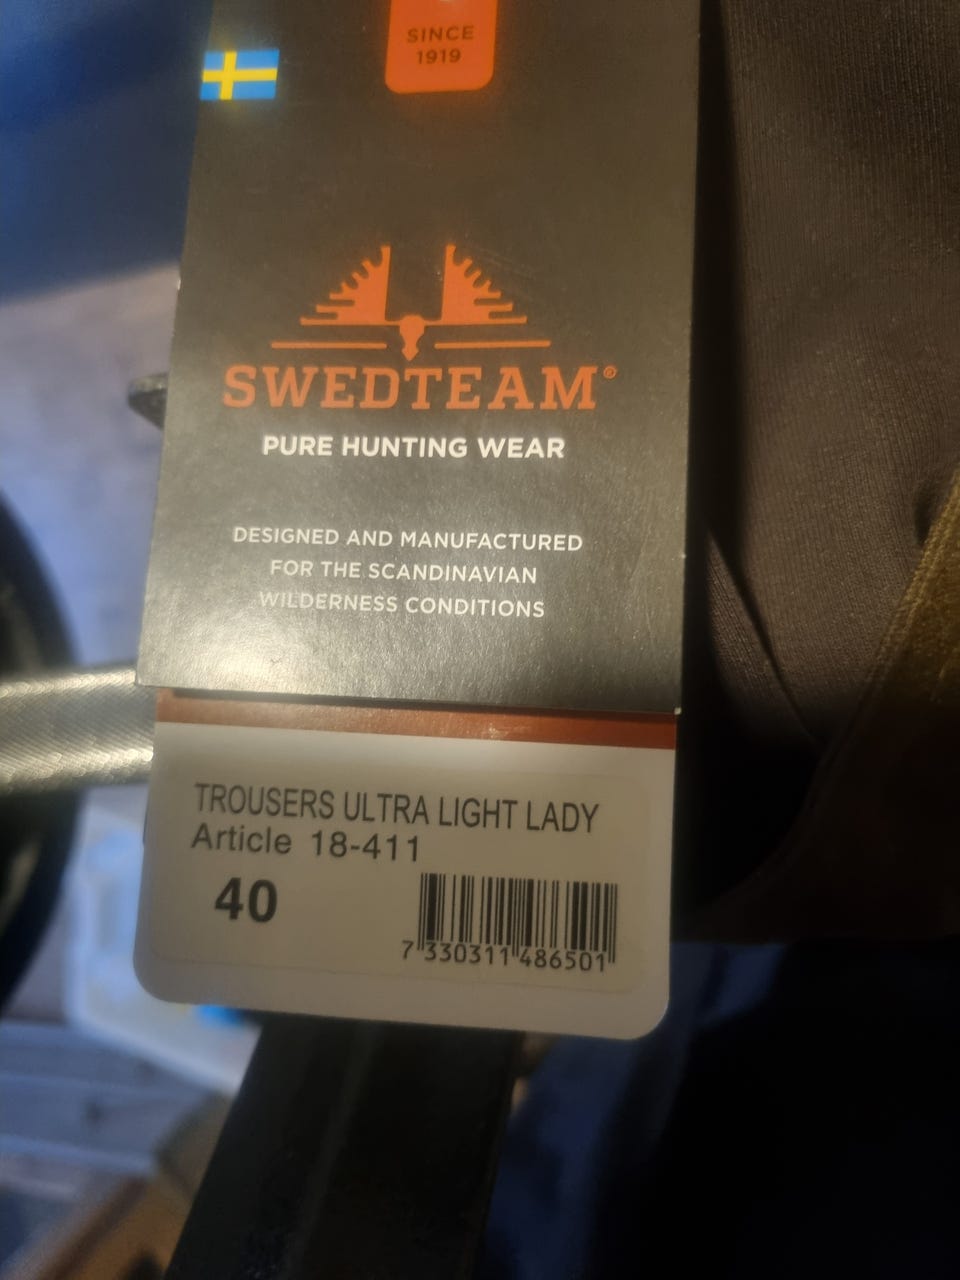 SINCE
1919
SWEDTEAM®
PURE HUNTING WEAR
DESIGNED AND MANUFACTURED
FOR THE SCANDINAVIAN
WILDERNESS CONDITIONS
TROUSERS ULTRA LIGHT LADY
Article 18-411
40
7 330311 486501